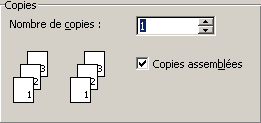 Copies
Nombre de copies : 1
Copies assemblées
3 3
2 2
1 1